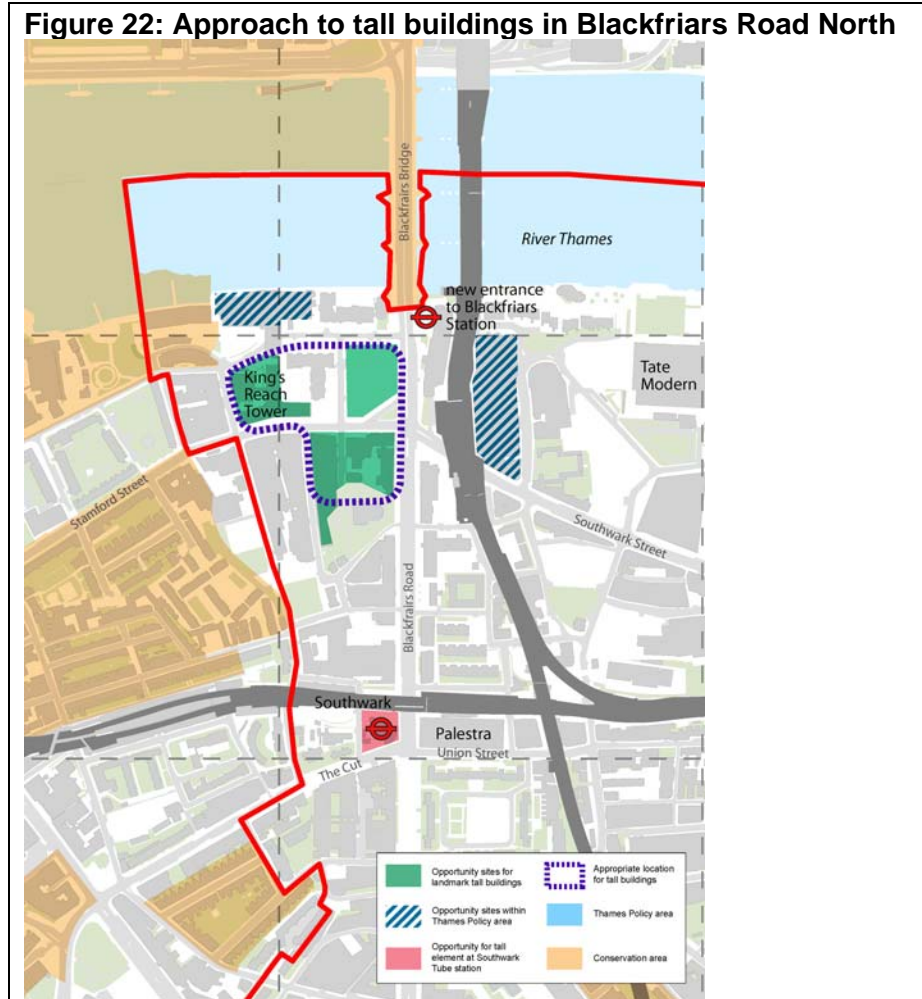 Figure 22: Approach to tall buildings in Blackfriars Road North
Blackfriars Bridge
River Thames
new entrance
to Blackfriars
Station
King's
Reach
Tower
Tate
Modern
Stamford Street
Southwark Street
Blackfriars Road
Southwark
Palestra
Union Street
The Cut
Opportunity sites for
landmark tall buildings
Appropriate location
for tall buildings
Opportunity sites within
Thames Policy area
Thames Policy area
Opportunity for tall
element at Southwark
Tube station
Conservation area